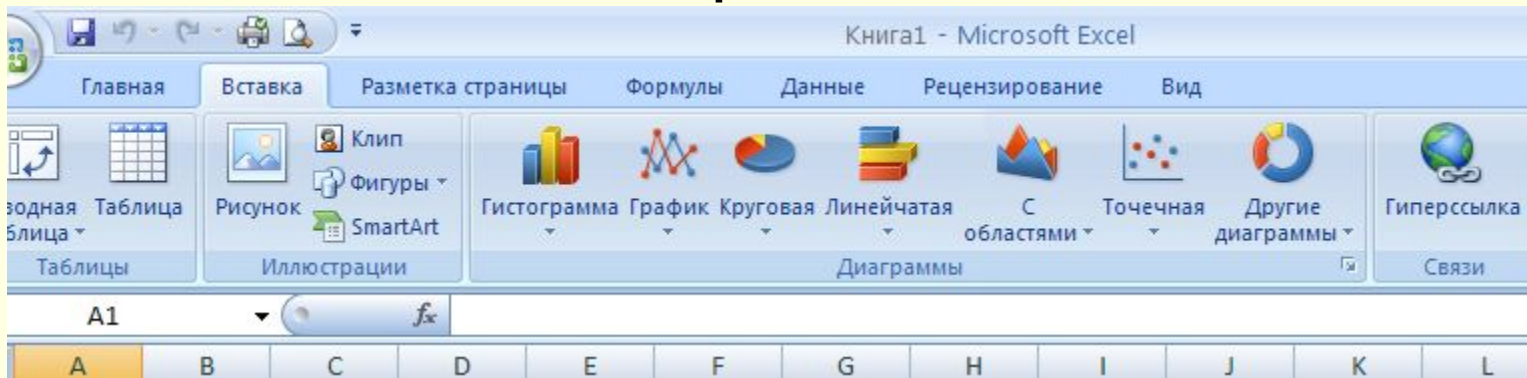 Книга1 - Microsoft Excel
Главная Вставка Разметка страницы Формулы Данные Рецензирование Вид
Клип
Фигуры
SmartArt
водная блица Таблица Рисунок Гистограмма График Круговая Линейчатая С областями Точечная Другие диаграммы Гиперссылка
Таблицы Иллюстрации Диаграммы Связи
A1 fx
A B C D E F G H I J K L